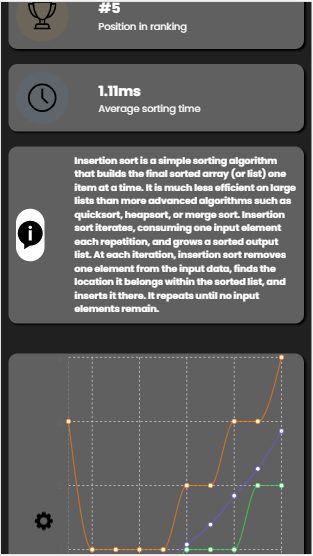 #5
Position in ranking
1.11ms
Average sorting time
Insertion sort is a simple sorting algorithm
that builds the final sorted array (or list) one
item at a time. It is much less efficient on large
lists than more advanced algorithms such as
quicksort, heapsort, or merge sort. Insertion
sort iterates, consuming one input element
each repetition, and grows a sorted output
list. At each iteration, insertion sort removes
one element from the input data, finds the
location it belongs within the sorted list, and
inserts it there. It repeats until no input
elements remain.